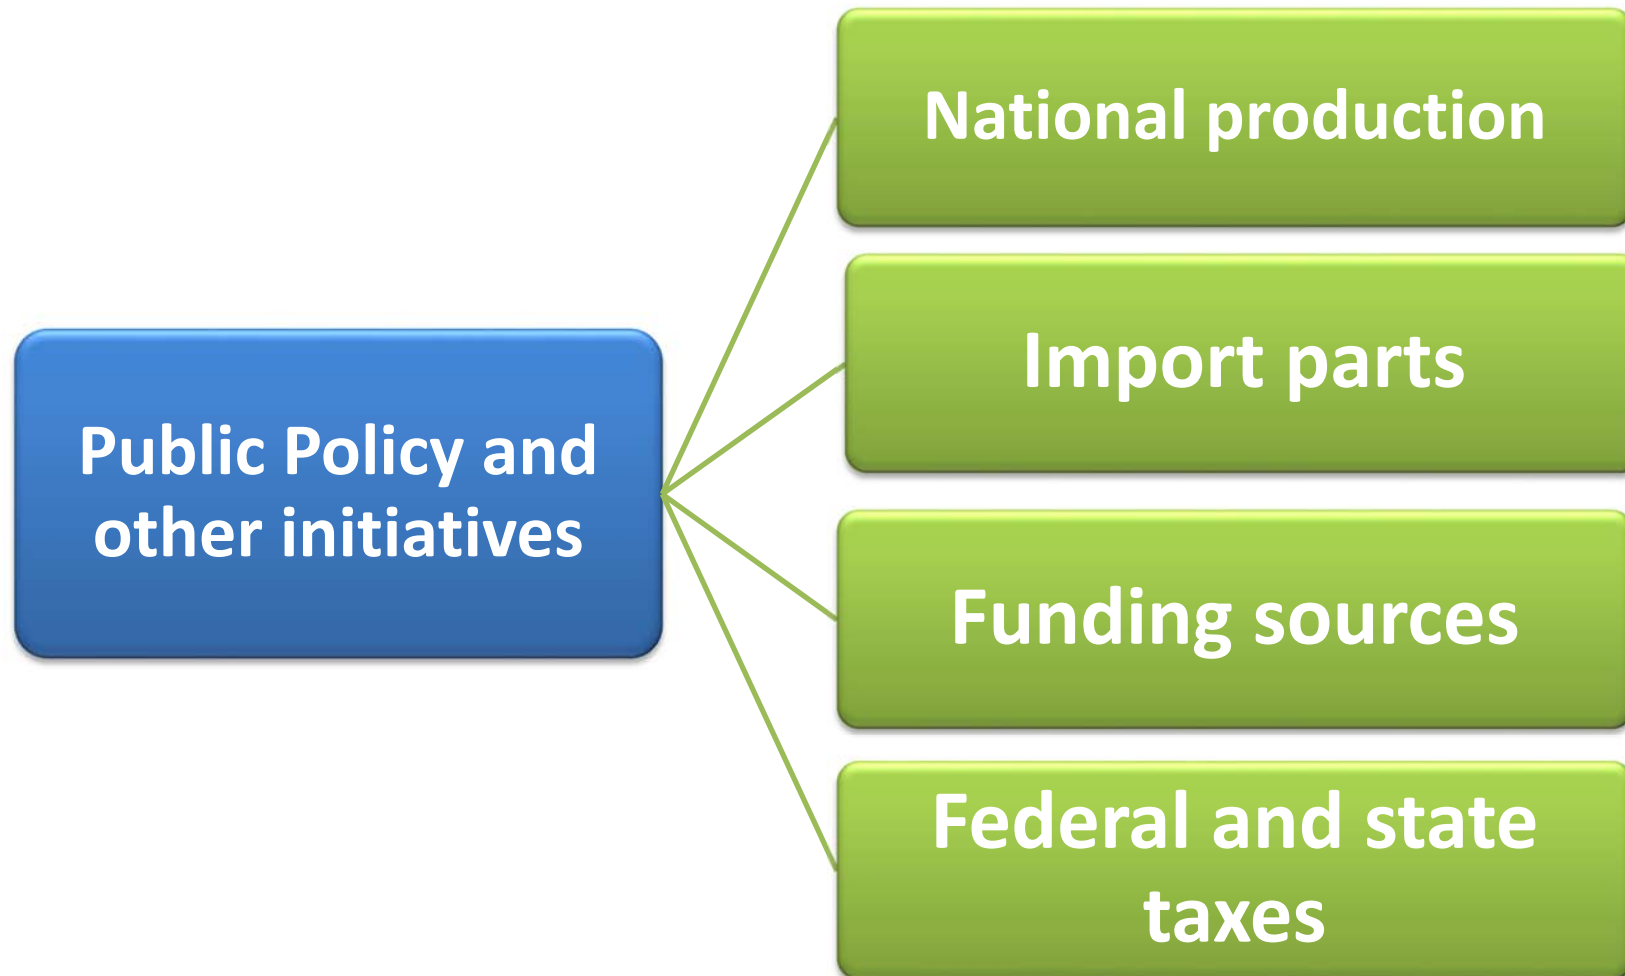 National production
Import parts
Public Policy and
other initiatives
Funding sources
Federal and state
taxes